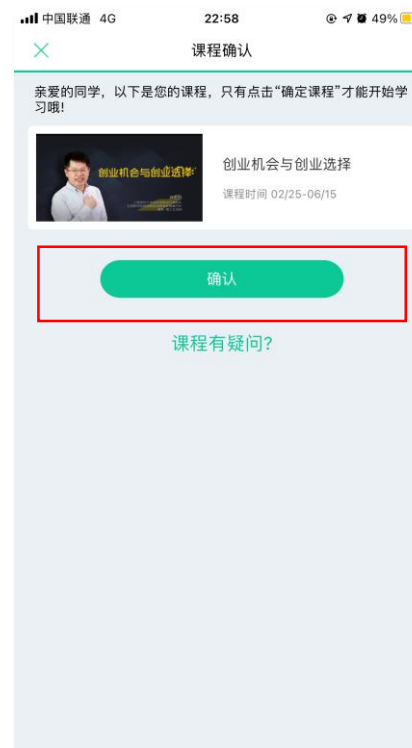 中国联通 4G 22:58 49%
课程确认
亲爱的同学，以下是您的课程，只有点击“确定课程”才能开始学
习哦!
创业机会与创业选择
创业机会与创业选择
课程时间 02/25-06/15
确认
课程有疑问?